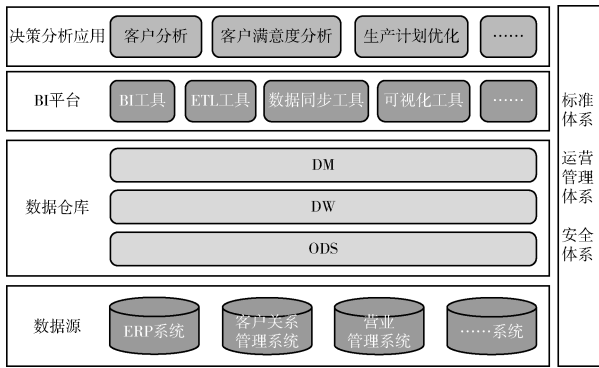 决策分析应用
客户分析
客户满意度分析
生产计划优化
……
BI平台
BI工具
ETL工具
数据同步工具
可视化工具
……
数据仓库
DM
DW
ODS
数据源
ERP系统
客户关系
管理系统
营业
管理系统
……系统
标准
体系
运营
管理
体系
安全
体系